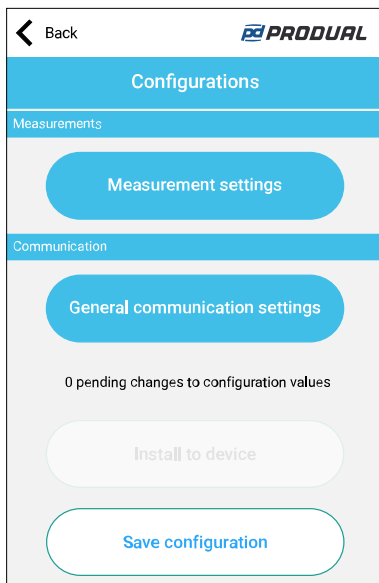 Back
pd PRODUAL
Configurations
Measurements
Measurement settings
Communication
General communication settings
0 pending changes to configuration values
Install to device
Save configuration